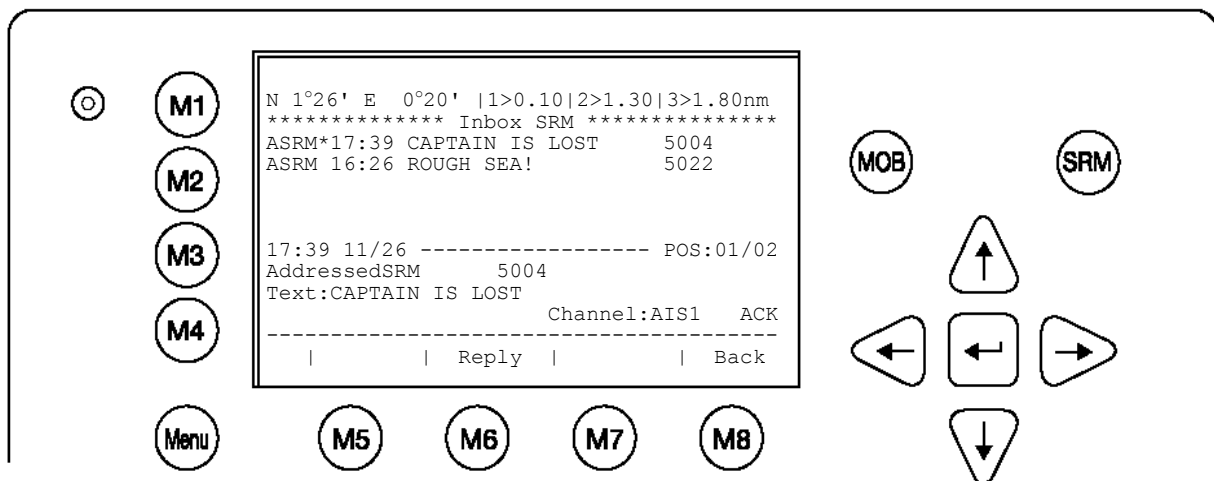 N 1°26' E 0°20' |1>0.10|2>1.30|3>1.80nm
************** Inbox SRM ***************
ASRM*17:39 CAPTAIN IS LOST 5004
ASRM 16:26 ROUGH SEA! 5022
17:39 11/26 ------------------ POS:01/02
AddressedSRM 5004
Text:CAPTAIN IS LOST
Channel:AIS1 ACK
----------------------------------------
| | Reply | | Back
M1
M2
M3
M4
Menu
M5
M6
M7
M8
MOB
SRM